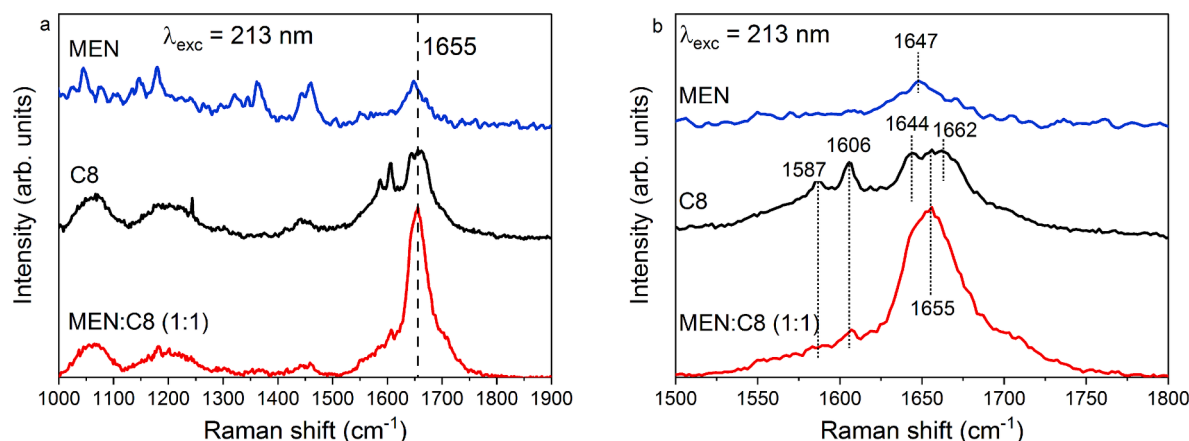 a
λexc = 213 nm
MEN
1655
C8
MEN:C8 (1:1)
Intensity (arb. units)
1000 1100 1200 1300 1400 1500 1600 1700 1800 1900
Raman shift (cm-1)
b
λexc = 213 nm
1647
MEN
1644 1662
1606
1587
C8
1655
MEN:C8 (1:1)
Intensity (arb. units)
1500 1550 1600 1650 1700 1750 1800
Raman shift (cm-1)